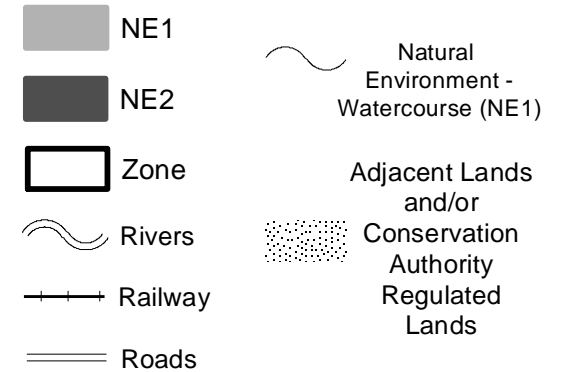 NE1
NE2
Zone
Rivers
Railway
Roads
Natural
Environment -
Watercourse (NE1)
Adjacent Lands
and/or
Conservation
Authority
Regulated
Lands